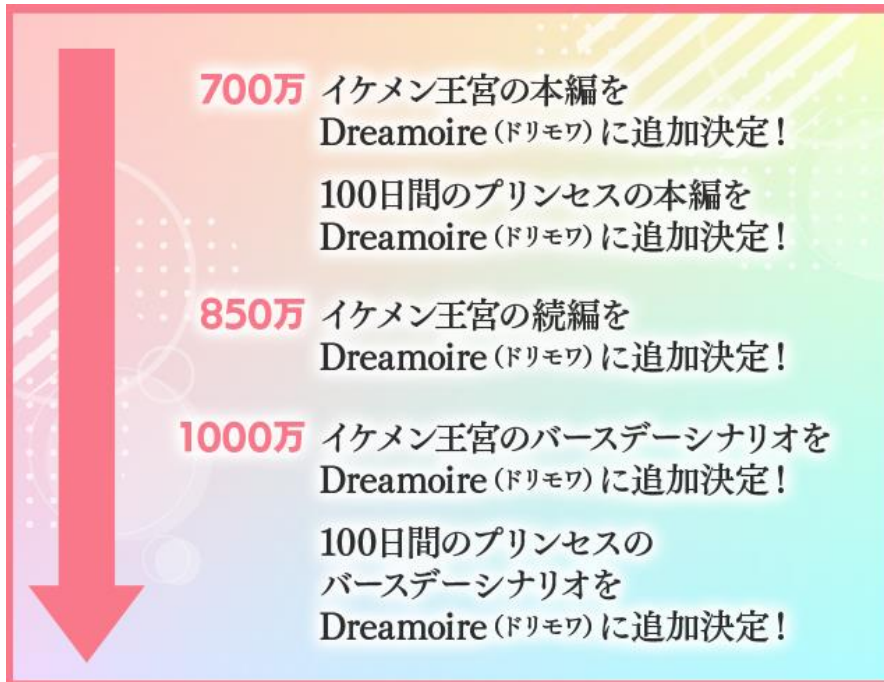 700万 イケメン王宮の本編を
Dreamoire(ドリモワ)に追加決定!
100日間のプリンセスの本編を
Dreamoire(ドリモワ)に追加決定!
850万 イケメン王宮の続編を
Dreamoire(ドリモワ)に追加決定!
1000万 イケメン王宮のバースデーシナリオを
Dreamoire(ドリモワ)に追加決定!
100日間のプリンセスの
バースデーシナリオを
Dreamoire(ドリモワ)に追加決定!